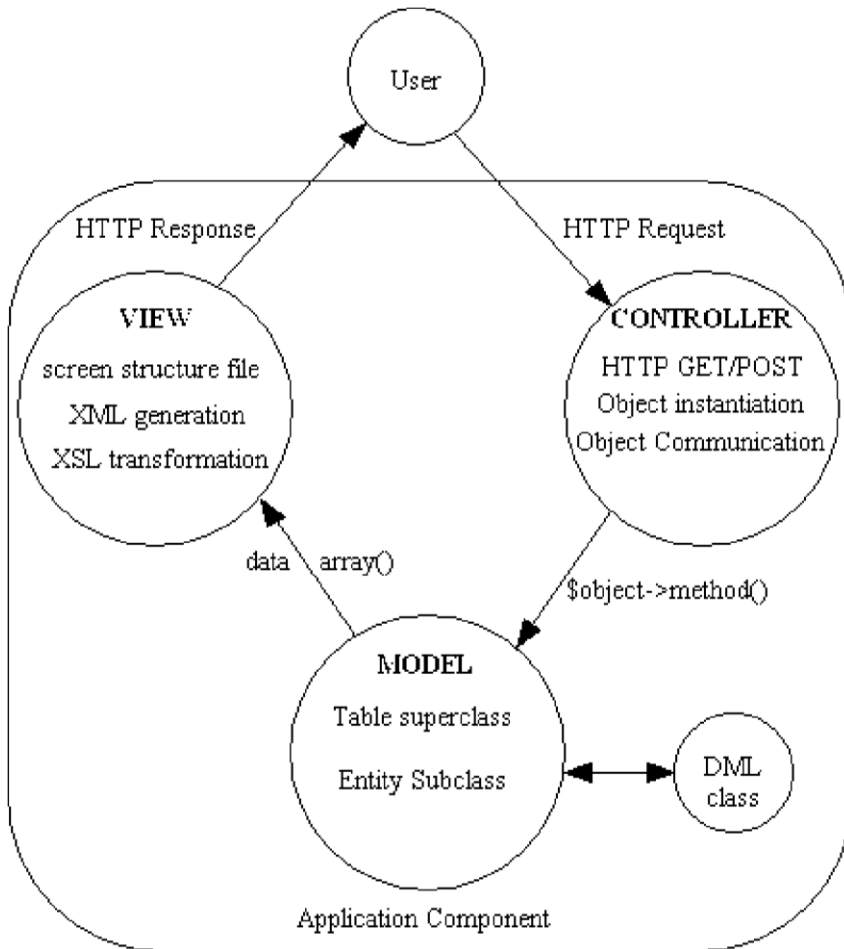 User
HTTP Response
HTTP Request
VIEW
screen structure file
XML generation
XSL transformation
CONTROLLER
HTTP GET/POST
Object instantiation
Object Communication
data array()
$object->method()
MODEL
Table superclass
Entity Subclass
DML
class
Application Component